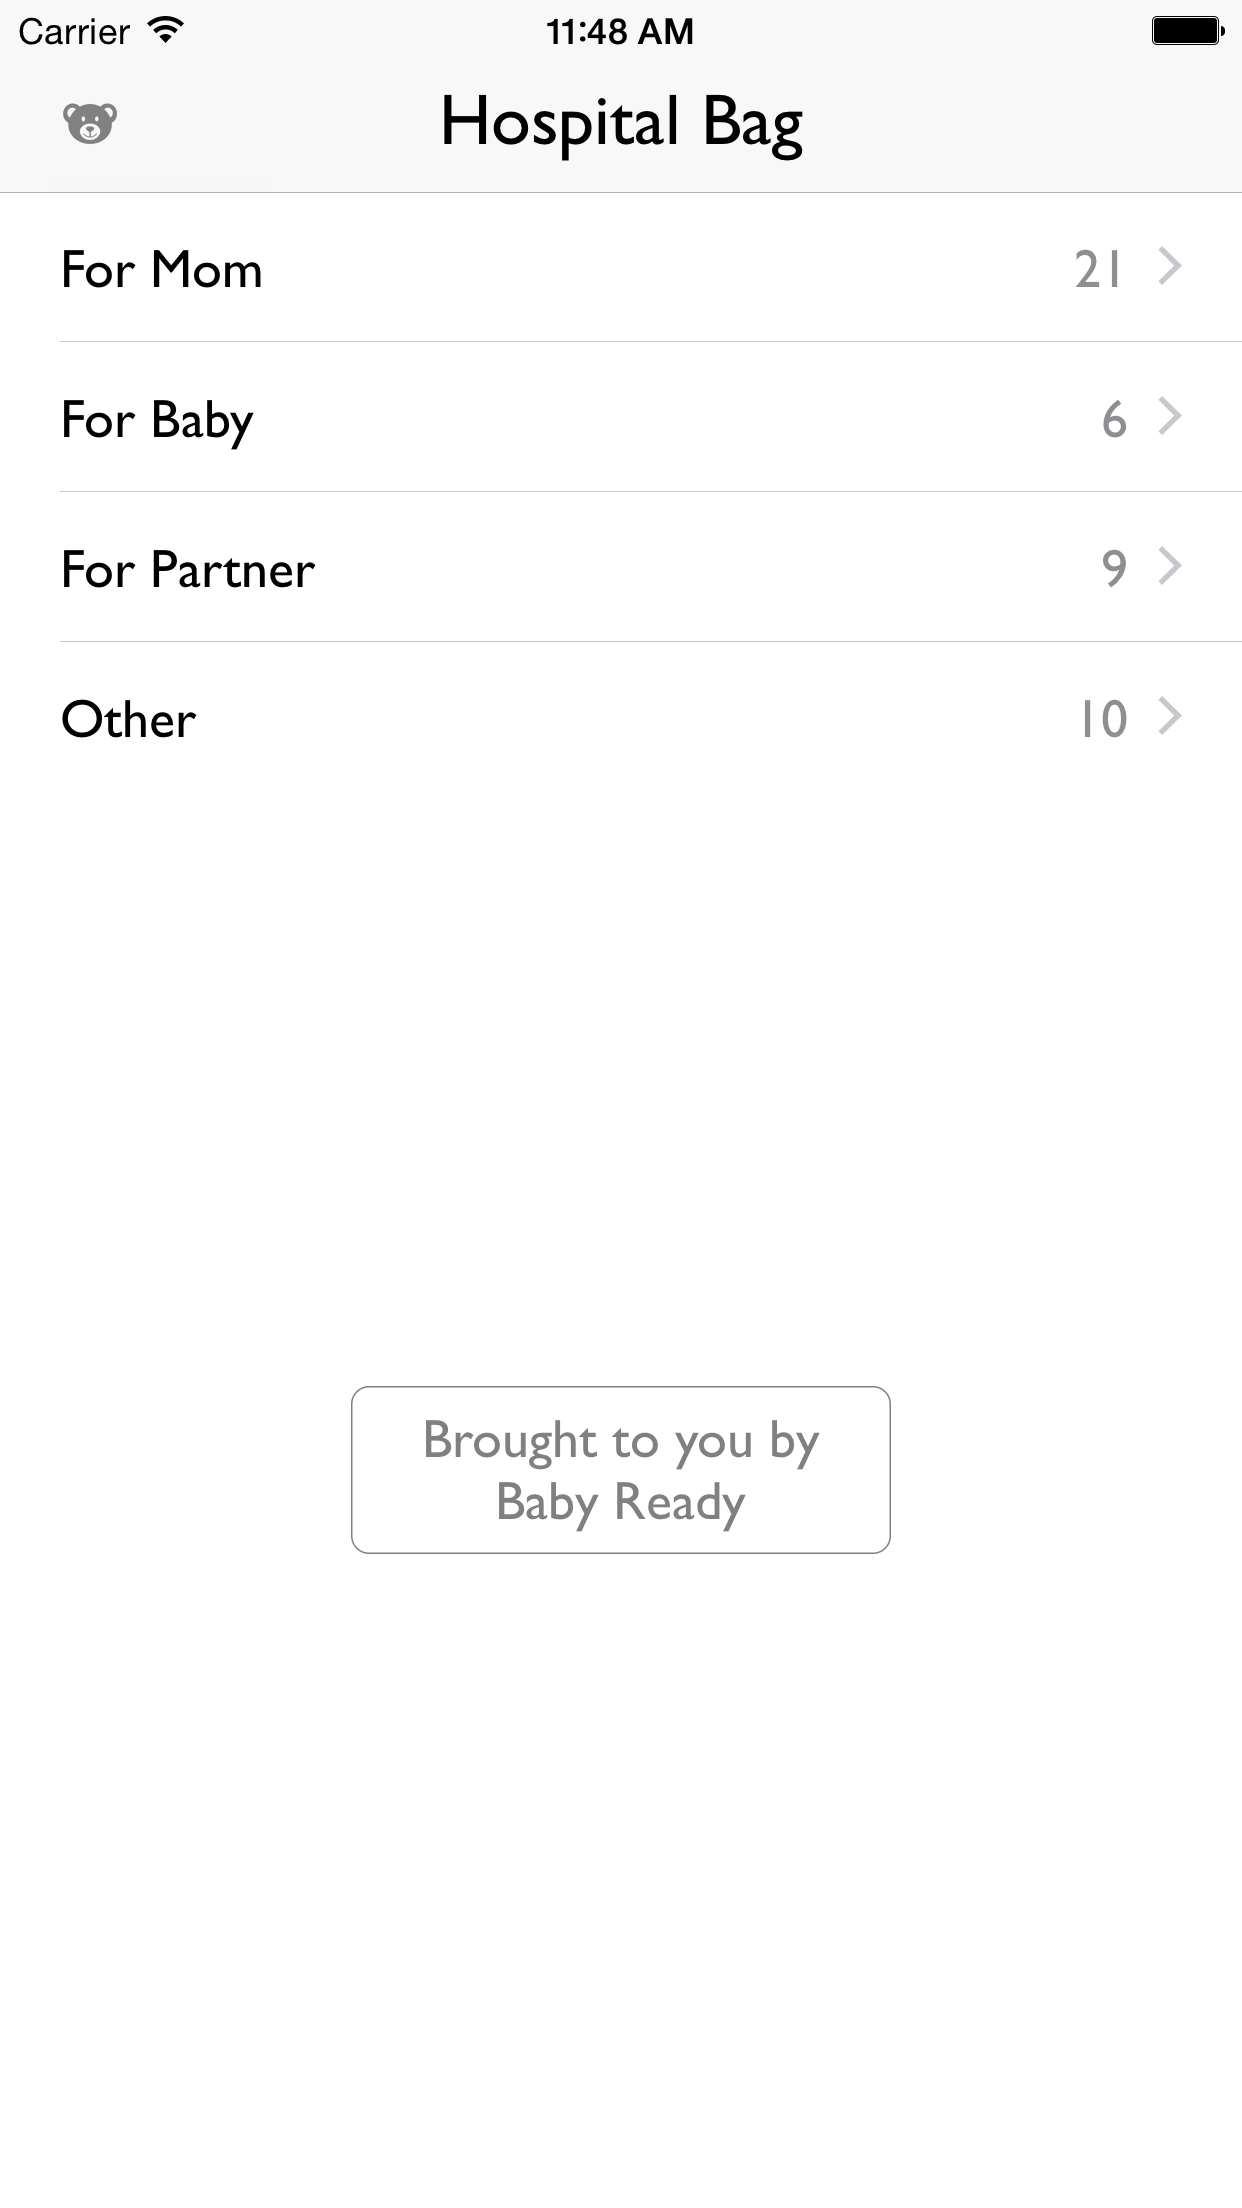 Carrier 11:48 AM
Hospital Bag
For Mom 21
For Baby 6
For Partner 9
Other 10
Brought to you by
Baby Ready